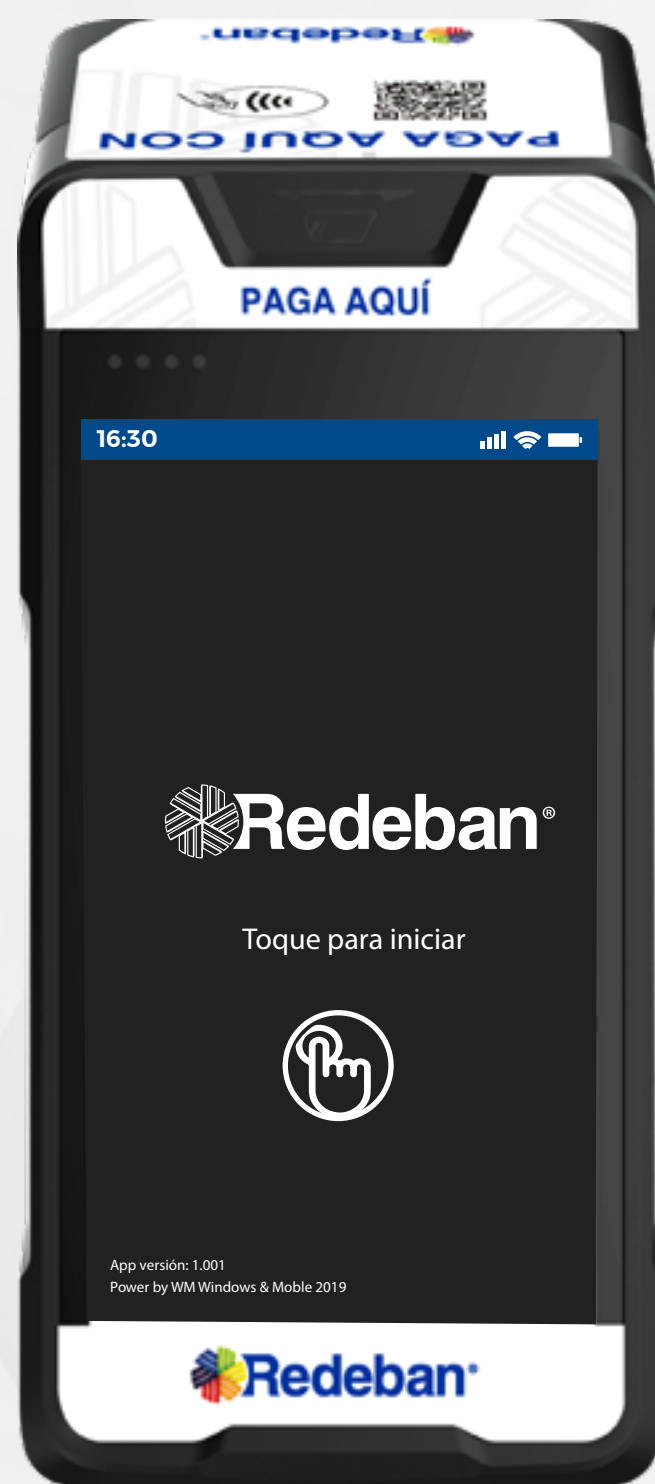 Redeban
PAGA AQUÍ CON
PAGA AQUÍ
16:30
Redeban®
Toque para iniciar
App versión: 1.001
Power by WM Windows & Moble 2019
Redeban